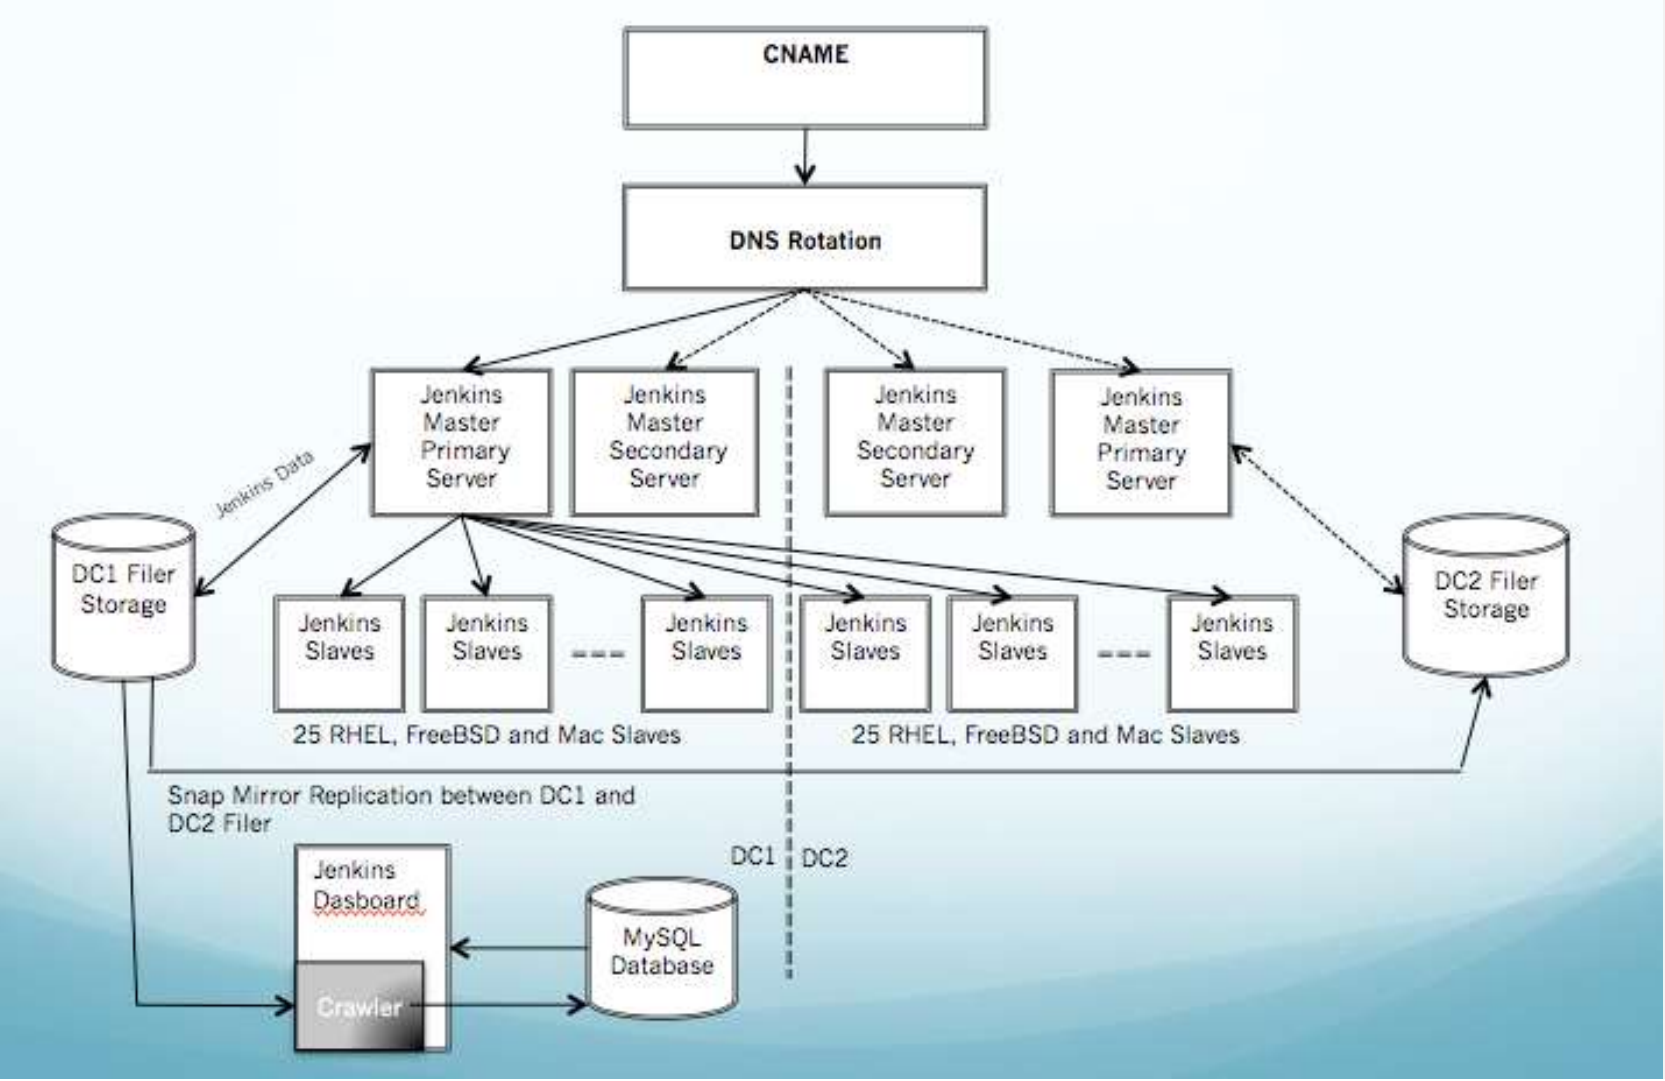 CNAME
DNS Rotation
Jenkins
Master
Primary
Server
Jenkins
Master
Secondary
Server
Jenkins
Master
Secondary
Server
Jenkins
Master
Primary
Server
Jenkins Data
DC1 Filer
Storage
DC2 Filer
Storage
Jenkins
Slaves
Jenkins
Slaves
Jenkins
Slaves
Jenkins
Slaves
Jenkins
Slaves
Jenkins
Slaves
25 RHEL, FreeBSD and Mac Slaves
25 RHEL, FreeBSD and Mac Slaves
Snap Mirror Replication between DC1 and
DC2 Filer
DC1
DC2
Jenkins
Dasboard
Crawler
MySQL
Database